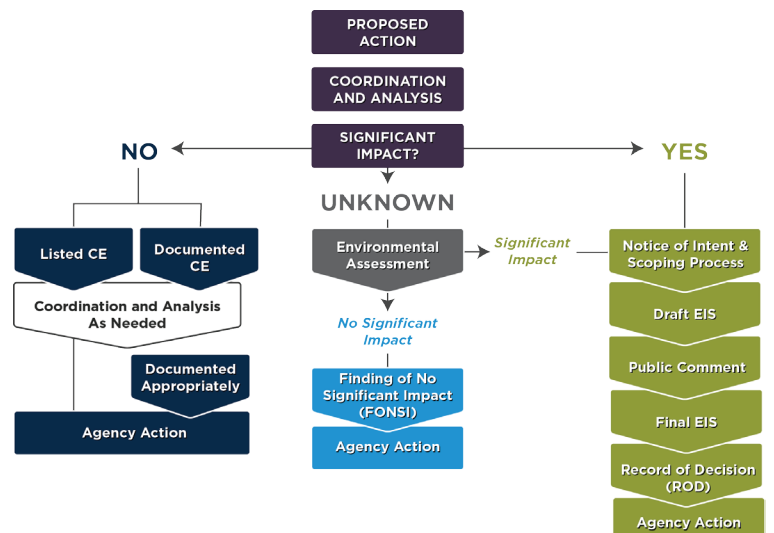 PROPOSED
ACTION
COORDINATION
AND ANALYSIS
SIGNIFICANT
IMPACT?
NO
YES
UNKNOWN
Listed CE
Documented
CE
Coordination and Analysis
As Needed
Documented
Appropriately
Agency Action
Environmental
Assessment
Significant
Impact
No Significant
Impact
Finding of No
Significant Impact
(FONSI)
Agency Action
Notice of Intent &
Scoping Process
Draft EIS
Public Comment
Final EIS
Record of Decision
(ROD)
Agency Action